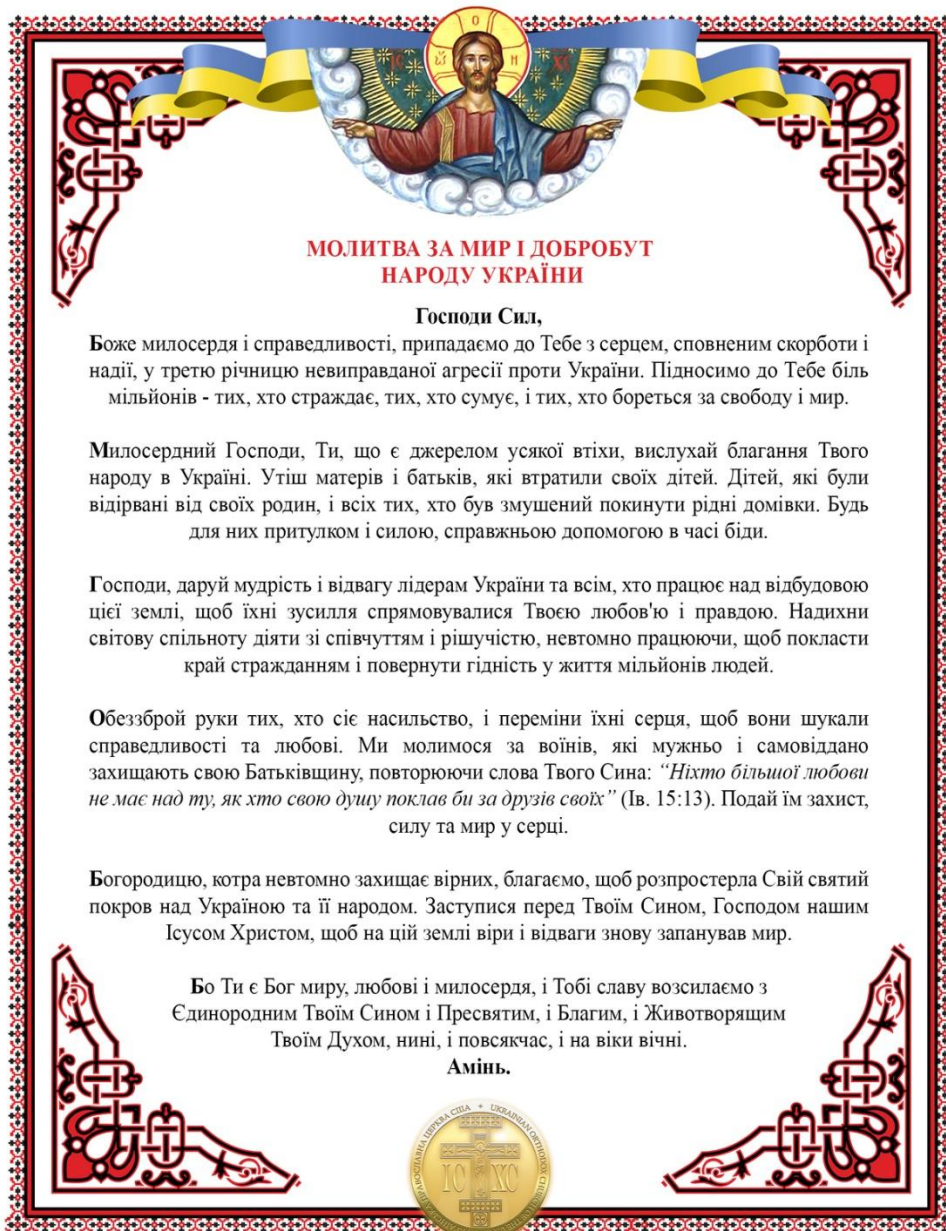 О
ѾН
ІС ХС
МОЛИТВА ЗА МИР І ДОБРОБУТ
НАРОДУ УКРАЇНИ
Господи Сил,
Боже милосердя і справедливості, припадаємо до Тебе з серцем, сповненим скорботи і
надії, у третю річницю невиправданої агресії проти України. Підносимо до Тебе біль
мільйонів - тих, хто страждає, тих, хто сумує, і тих, хто бореться за свободу і мир.
Милосердний Господи, Ти, що є джерелом усякої втіхи, вислухай благання Твого
народу в Україні. Утіш матерів і батьків, які втратили своїх дітей. Дітей, які були
відірвані від своїх родин, і всіх тих, хто був змушений покинути рідні домівки. Будь
для них притулком і силою, справжньою допомогою в часі біди.
Господи, даруй мудрість і відвагу лідерам України та всім, хто працює над відбудовою
цієї землі, щоб їхні зусилля спрямовувалися Твоєю любов'ю і правдою. Надихни
світову спільноту діяти зі співчуттям і рішучістю, невтомно працюючи, щоб покласти
край стражданням і повернути гідність у життя мільйонів людей.
Обеззброй руки тих, хто сіє насильство, і переміни їхні серця, щоб вони шукали
справедливості та любові. Ми молимося за воїнів, які мужньо і самовіддано
захищають свою Батьківщину, повторюючи слова Твого Сина: “Ніхто більшої любови
не має над ту, як хто свою душу поклав би за друзів своїх” (Ів. 15:13). Подай їм захист,
силу та мир у серці.
Богородицю, котра невтомно захищає вірних, благаємо, щоб розпростерла Свій святий
покров над Україною та її народом. Заступися перед Твоїм Сином, Господом нашим
Ісусом Христом, щоб на цій землі віри і відваги знову запанував мир.
Бо Ти є Бог миру, любові і милосердя, і Тобі славу возсилаємо з
Єдинородним Твоїм Сином і Пресвятим, і Благим, і Животворящим
Твоїм Духом, нині, і повсякчас, і на віки вічні.
Амінь.
ПРАВОСЛАВНА ЦЕРКВА США + UKRAINIAN ORTHODOX
ІС ХС